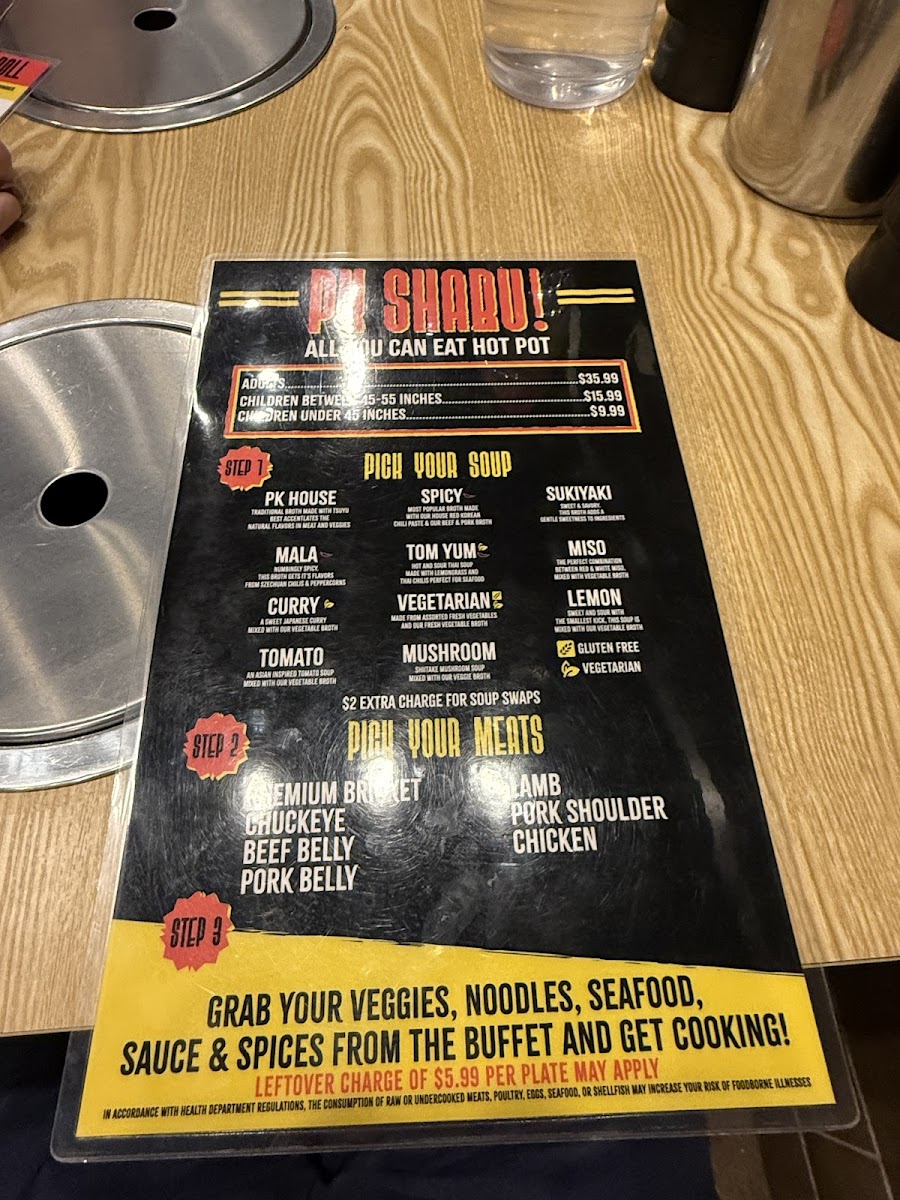 PK SHABU!
ALL YOU CAN EAT HOT POT
ADULTS $35.99
CHILDREN BETWEEN 45-55 INCHES $15.99
CHILDREN UNDER 45 INCHES $9.99
STEP 1
PICK YOUR SOUP
PK HOUSE
TRADITIONAL BROTH MADE WITH TSUYU
BEST ACCENTUATES THE
NATURAL FLAVORS IN MEAT AND VEGGIES
SPICY
MOST POPULAR BROTH MADE
WITH OUR HOUSE RED KOREAN
CHILI PASTE & OUR BEEF & PORK BROTH
SUKIYAKI
SWEET & SAVORY,
THIS BROTH ADDS A
GENTLE SWEETNESS TO INGREDIENTS
MALA
NUMBINGLY SPICY,
THIS BROTH GETS IT'S FLAVORS
FROM SZECHUAN CHILIS & PEPPERCORNS
TOM YUM
HOT AND SOUR THAI SOUP
MADE WITH LEMONGRASS AND
THAI CHILIS PERFECT FOR SEAFOOD
MISO
THE PERFECT COMBINATION
BETWEEN RED & WHITE MISO,
MIXED WITH VEGETABLE BROTH
CURRY
A SWEET JAPANESE CURRY
MIXED WITH OUR VEGETABLE BROTH
VEGETARIAN
MADE FROM ASSORTED FRESH VEGETABLES
AND OUR FRESH VEGETABLE BROTH
LEMON
SWEET AND SOUR WITH
THE SMALLEST KICK, THIS SOUP IS
MIXED WITH OUR VEGETABLE BROTH
TOMATO
AN ASIAN INSPIRED TOMATO SOUP
MIXED WITH OUR VEGETABLE BROTH
MUSHROOM
SHIITAKE MUSHROOM SOUP
MIXED WITH OUR VEGGIE BROTH
GLUTEN FREE
VEGETARIAN
$2 EXTRA CHARGE FOR SOUP SWAPS
STEP 2
PICK YOUR MEATS
PREMIUM BRISKET
CHUCKEYE
BEEF BELLY
PORK BELLY
LAMB
PORK SHOULDER
CHICKEN
STEP 3
GRAB YOUR VEGGIES, NOODLES, SEAFOOD,
SAUCE & SPICES FROM THE BUFFET AND GET COOKING!
LEFTOVER CHARGE OF $5.99 PER PLATE MAY APPLY
IN ACCORDANCE WITH HEALTH DEPARTMENT REGULATIONS, THE CONSUMPTION OF RAW OR UNDERCOOKED MEATS, POULTRY, EGGS, SEAFOOD, OR SHELLFISH MAY INCREASE YOUR RISK OF FOODBORNE ILLNESSES